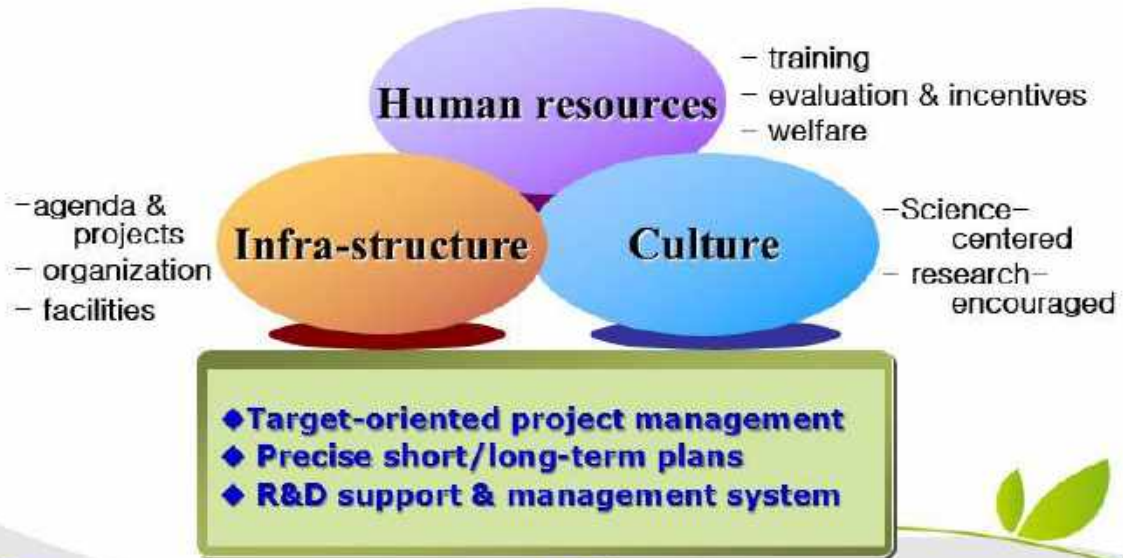 Human resources
– training
– evaluation & incentives
– welfare
Infra-structure
-agenda &
projects
- organization
- facilities
Culture
-Science-
centered
- research-
encouraged
◆Target-oriented project management
◆ Precise short/long-term plans
◆ R&D support & management system